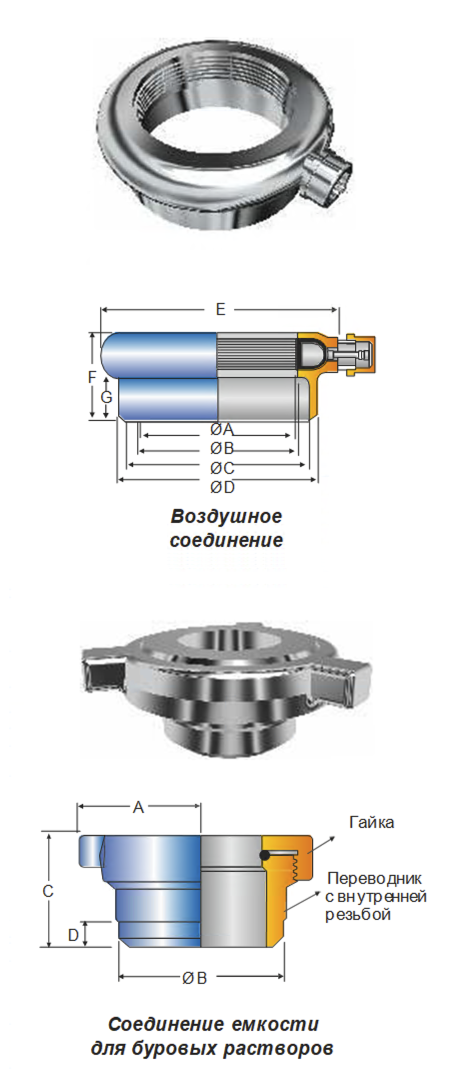 E
F
G
ØA
ØB
ØC
ØD
Воздушное
соединение
A
Гайка
C
Переводник
с внутренней
резьбой
D
ØB
Соединение емкости
для буровых растворов